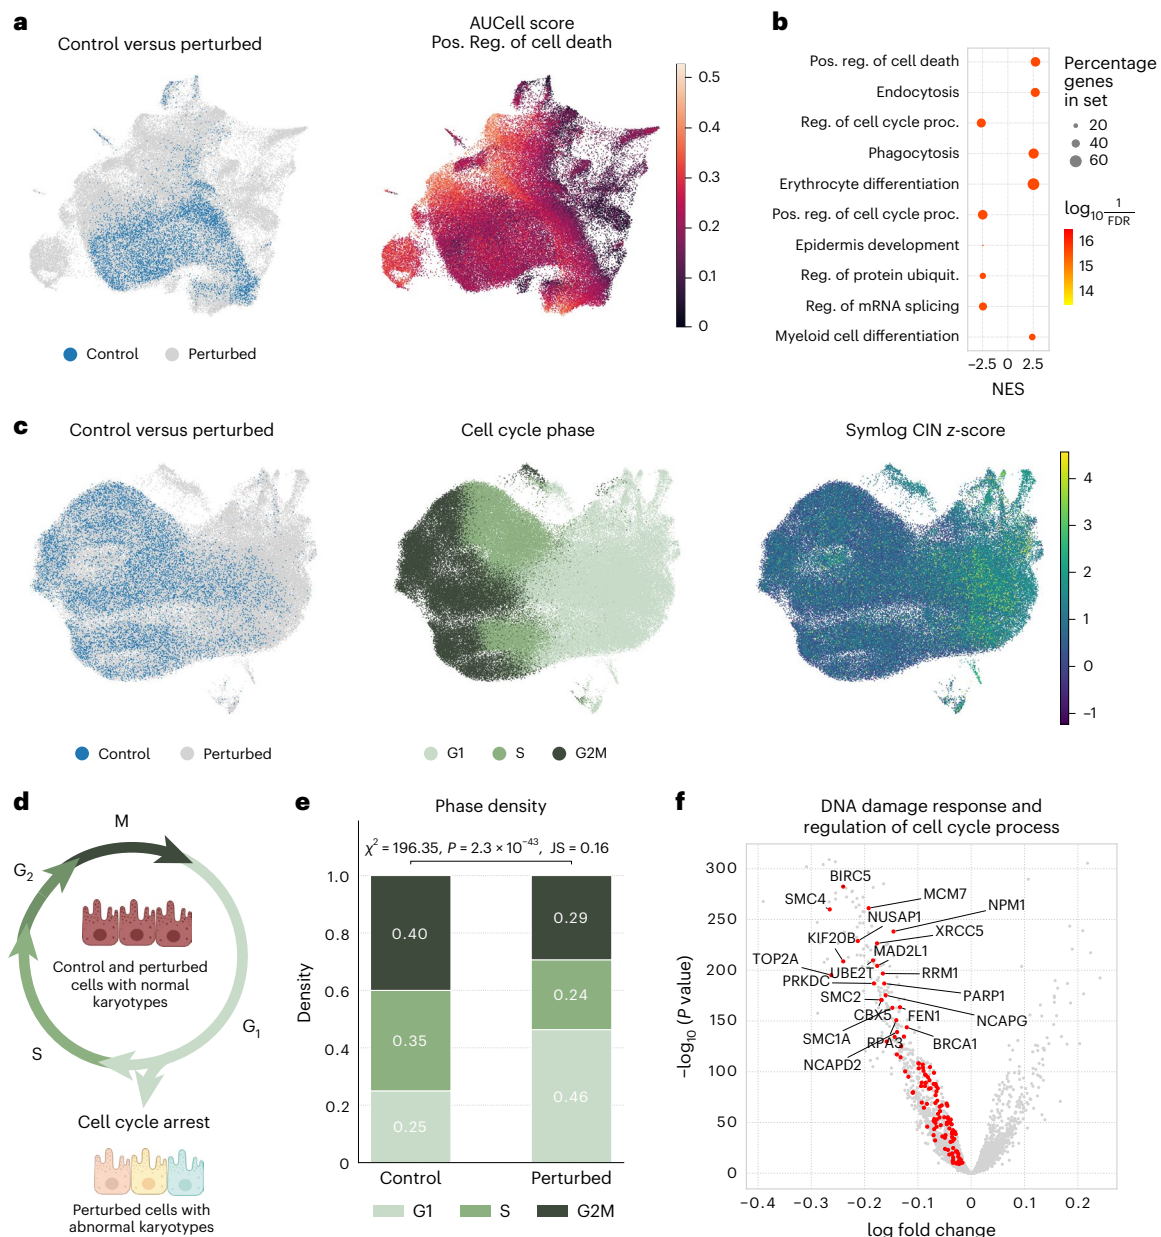 a
Control versus perturbed
AUCell score
Pos. Reg. of cell death
0.5
0.4
0.3
0.2
0.1
0
Control
Perturbed
b
Pos. reg. of cell death
Endocytosis
Reg. of cell cycle proc.
Phagocytosis
Erythrocyte differentiation
Pos. reg. of cell cycle proc.
Epidermis development
Reg. of protein ubiquit.
Reg. of mRNA splicing
Myeloid cell differentiation
−2.5 0 2.5
NES
Percentage
genes
in set
20
40
60
log10 1/FDR
16
15
14
c
Control versus perturbed
Cell cycle phase
Symlog CIN z-score
4
3
2
1
0
−1
Control
Perturbed
G1
S
G2M
d
M
G2
S
G1
Control and perturbed
cells with normal
karyotypes
Cell cycle arrest
Perturbed cells with
abnormal karyotypes
e
Phase density
χ2 = 196.35, P = 2.3 × 10−43, JS = 0.16
Density
1.0
0.8
0.6
0.4
0.2
0
0.40
0.35
0.25
0.29
0.24
0.46
Control
Perturbed
G1
S
G2M
f
DNA damage response and
regulation of cell cycle process
−log10 (P value)
300
250
200
150
100
50
0
BIRC5
SMC4
MCM7
NPM1
NUSAP1
XRCC5
KIF20B
MAD2L1
TOP2A
UBE2T
RRM1
PRKDC
PARP1
SMC2
CBX5
FEN1
NCAPG
SMC1A
RPA3
BRCA1
NCAPD2
−0.4 −0.3 −0.2 −0.1 0 0.1 0.2
log fold change